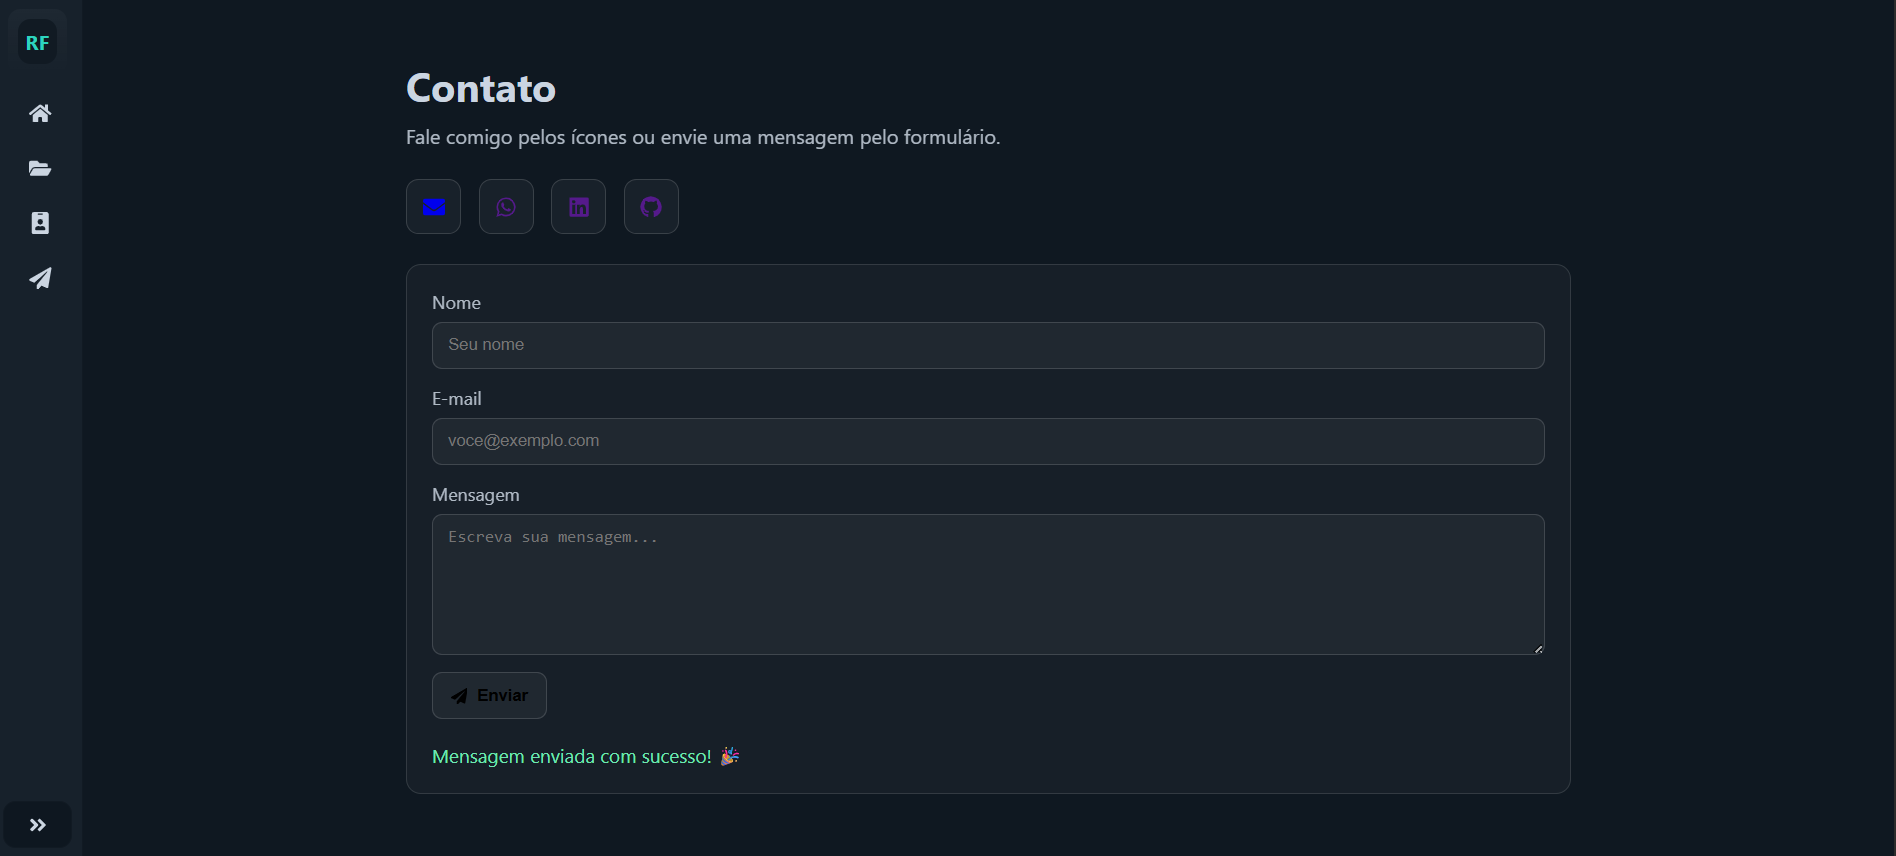 RF
Contato
Fale comigo pelos ícones ou envie uma mensagem pelo formulário.
Nome
Seu nome
E-mail
voce@exemplo.com
Mensagem
Escreva sua mensagem...
Enviar
Mensagem enviada com sucesso! 🎉